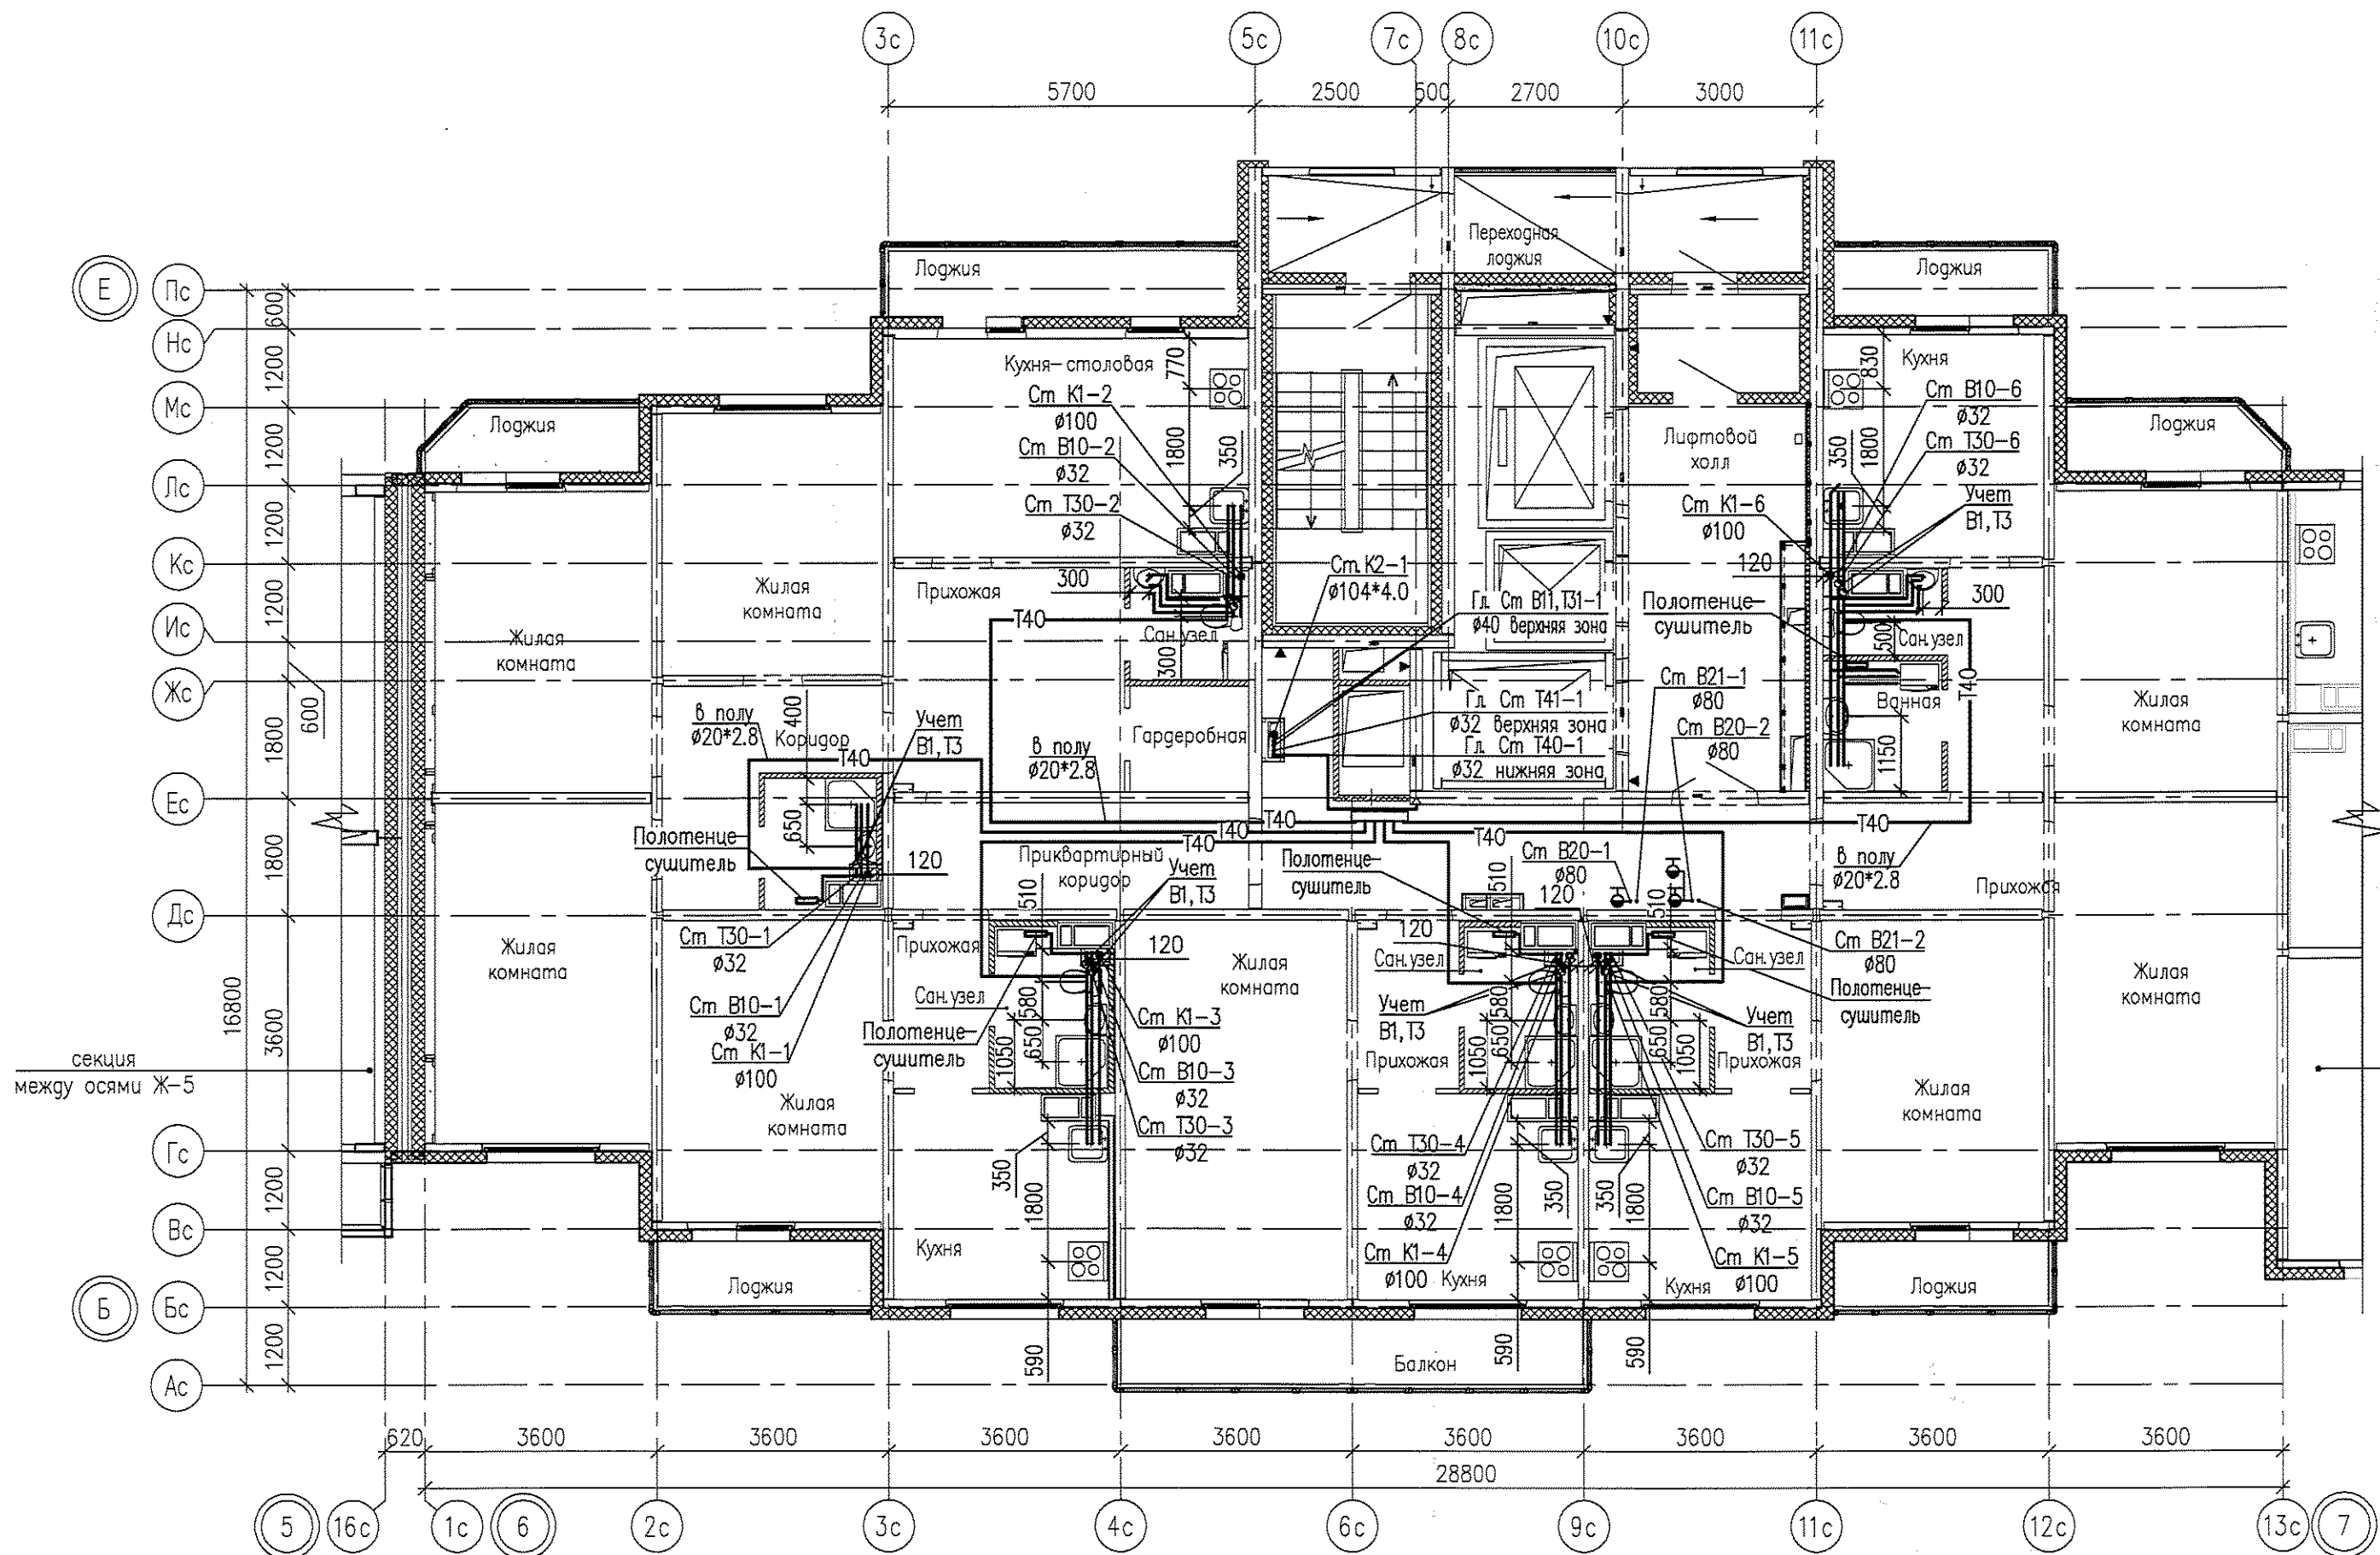 3с
5с
7с
8с
10с
11с
5700
2500
500
2700
3000
Е
Пс
Нс
Мс
Лс
Кс
Ис
Жс
Ес
Дс
Гс
Вс
Б
Бс
Ас
600
1200
1200
1200
1200
600
1800
1800
3600
1200
1200
1200
16800
Лоджия
Переходная
лоджия
Лоджия
Кухня-столовая
770
Ст К1-2
ø100
Ст В10-2
ø32
Ст Т30-2
ø32
1800
350
Лоджия
Лифтовой
холл
Кухня
830
Ст В10-6
ø32
Ст Т30-6
ø32
350
1800
Учет
В1,Т3
Лоджия
Ст К1-6
ø100
120
300
Жилая
комната
Прихожая
300
Т40
Сан.узел
300
Ст.К2-1
ø104*4.0
Гл. Ст В11,Т31-1
ø40 верхняя зона
Полотенце-
сушитель
500
Сан.узел
Жилая
комната
Гл. Ст Т41-1
ø32 верхняя зона
Гл. Ст Т40-1
ø32 нижняя зона
Ст В21-1
ø80
Ст В20-2
ø80
Ванная
1150
Т40
Жилая
комната
в полу
ø20*2.8
400
Коридор
Т40
Учет
В1,Т3
в полу
ø20*2.8
Гардеробная
650
Полотенце-
сушитель
120
Т40
Т40
Т40
Т40
Т40
Приквартирный
коридор
Учет
В1,Т3
Полотенце-
сушитель
510
Ст В20-1
ø80
120
510
в полу
ø20*2.8
Прихожая
510
Жилая
комната
Ст Т30-1
ø32
Ст В10-1
ø32
Ст К1-1
ø100
Прихожая
120
Сан.узел
580
650
1050
Полотенце-
сушитель
Жилая
комната
Ст К1-3
ø100
Ст В10-3
ø32
Ст Т30-3
ø32
120
Сан.узел
Учет
В1,Т3
Прихожая
580
650
1050
Сан.узел
580
650
1050
Учет
В1,Т3
Прихожая
Ст В21-2
ø80
Полотенце-
сушитель
Жилая
комната
секция
между осями Ж-5
Жилая
комната
Жилая
комната
350
1800
Ст Т30-4
ø32
Ст В10-4
ø32
Ст К1-4
ø100
1800
350
350
1800
Ст Т30-5
ø32
Ст В10-5
ø32
Ст К1-5
ø100
Кухня
Кухня
Кухня
Лоджия
Лоджия
590
590
590
Балкон
620
3600
3600
3600
3600
3600
3600
3600
3600
28800
5
16с
1с
6
2с
3с
4с
6с
9с
11с
12с
13с
7